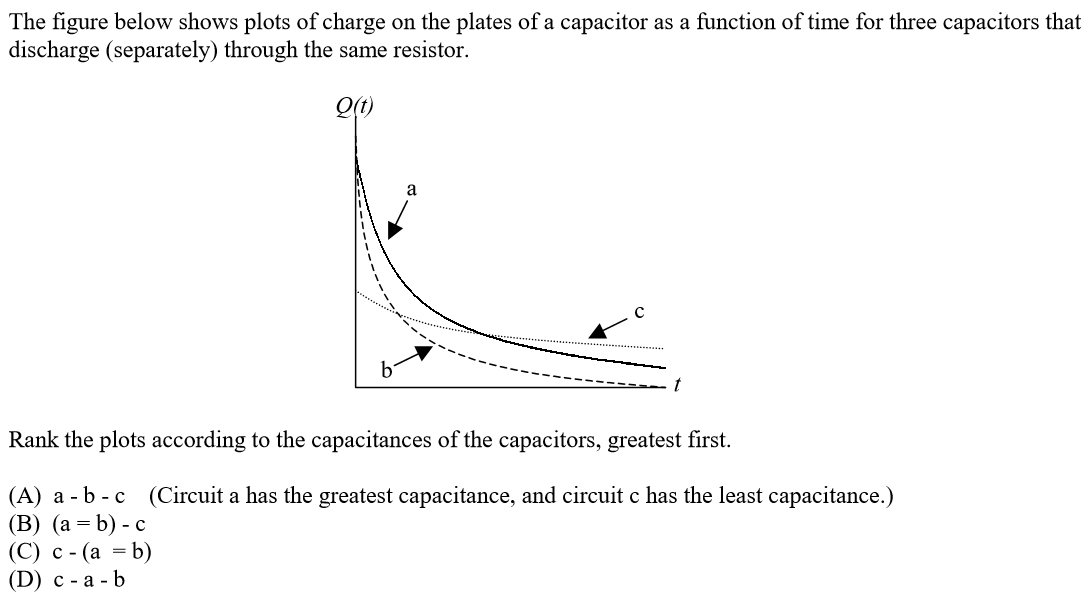 The figure below shows plots of charge on the plates of a capacitor as a function of time for three capacitors that
discharge (separately) through the same resistor.
Q(t)
a
c
b
t
Rank the plots according to the capacitances of the capacitors, greatest first.
(A) a - b - c (Circuit a has the greatest capacitance, and circuit c has the least capacitance.)
(B) (a = b) - c
(C) c - (a = b)
(D) c - a - b